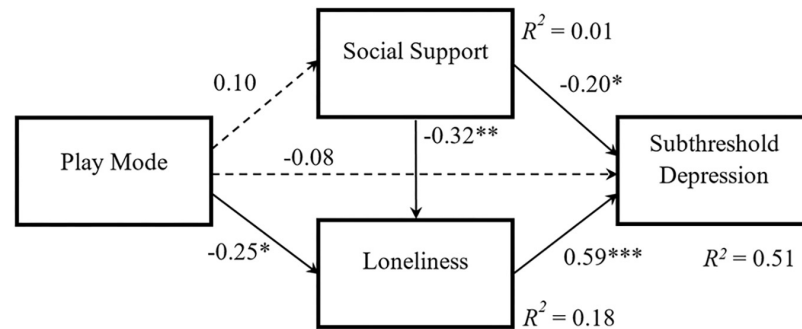 R² = 0.01
Social Support
0.10
-0.20*
-0.32**
Subthreshold
Depression
Play Mode
-0.08
-0.25*
Loneliness
0.59***
R² = 0.51
R² = 0.18